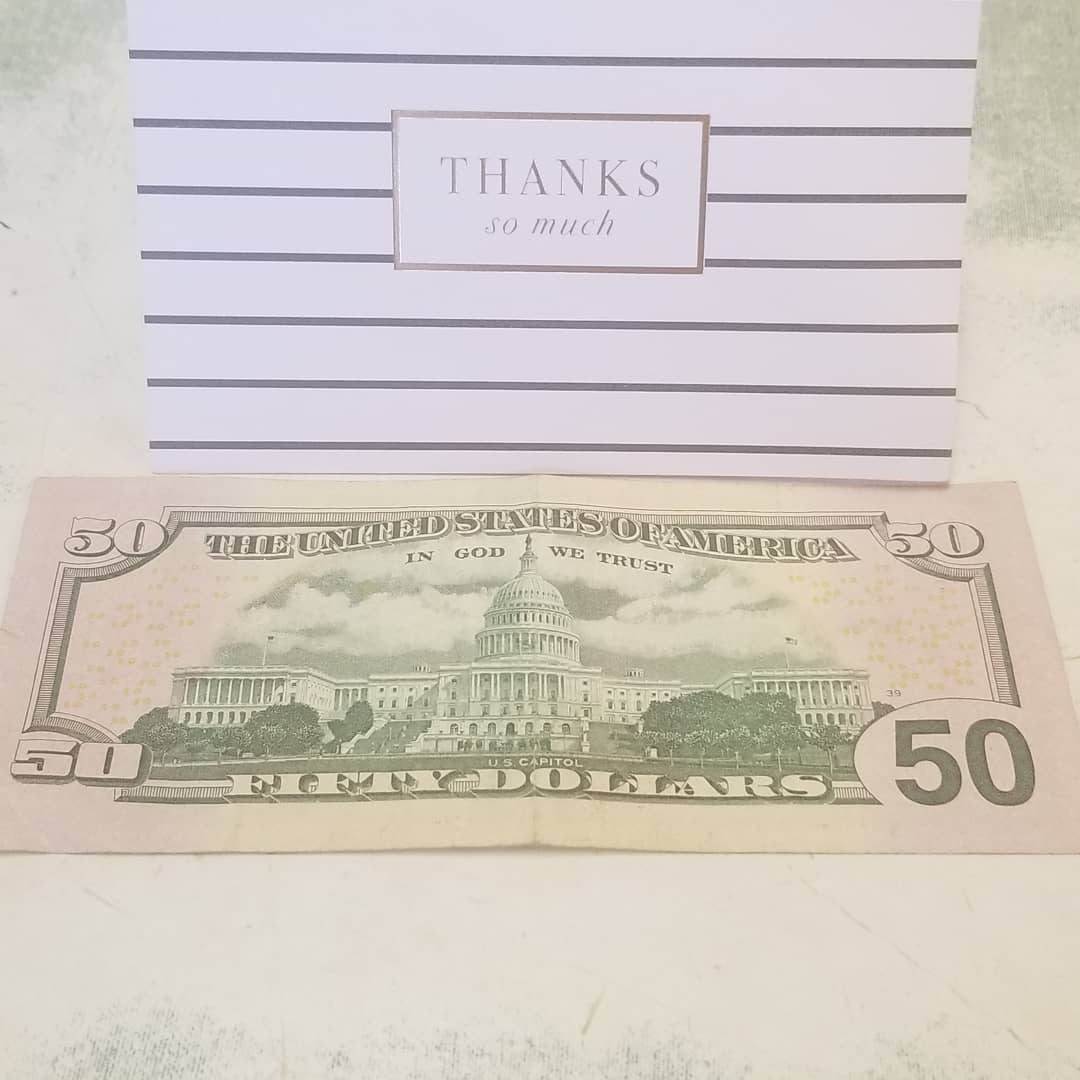 THANKS
so much
50 THE UNITED STATES OF AMERICA 50
IN GOD WE TRUST
39
50 U.S. CAPITOL 50
FIFTY DOLLARS